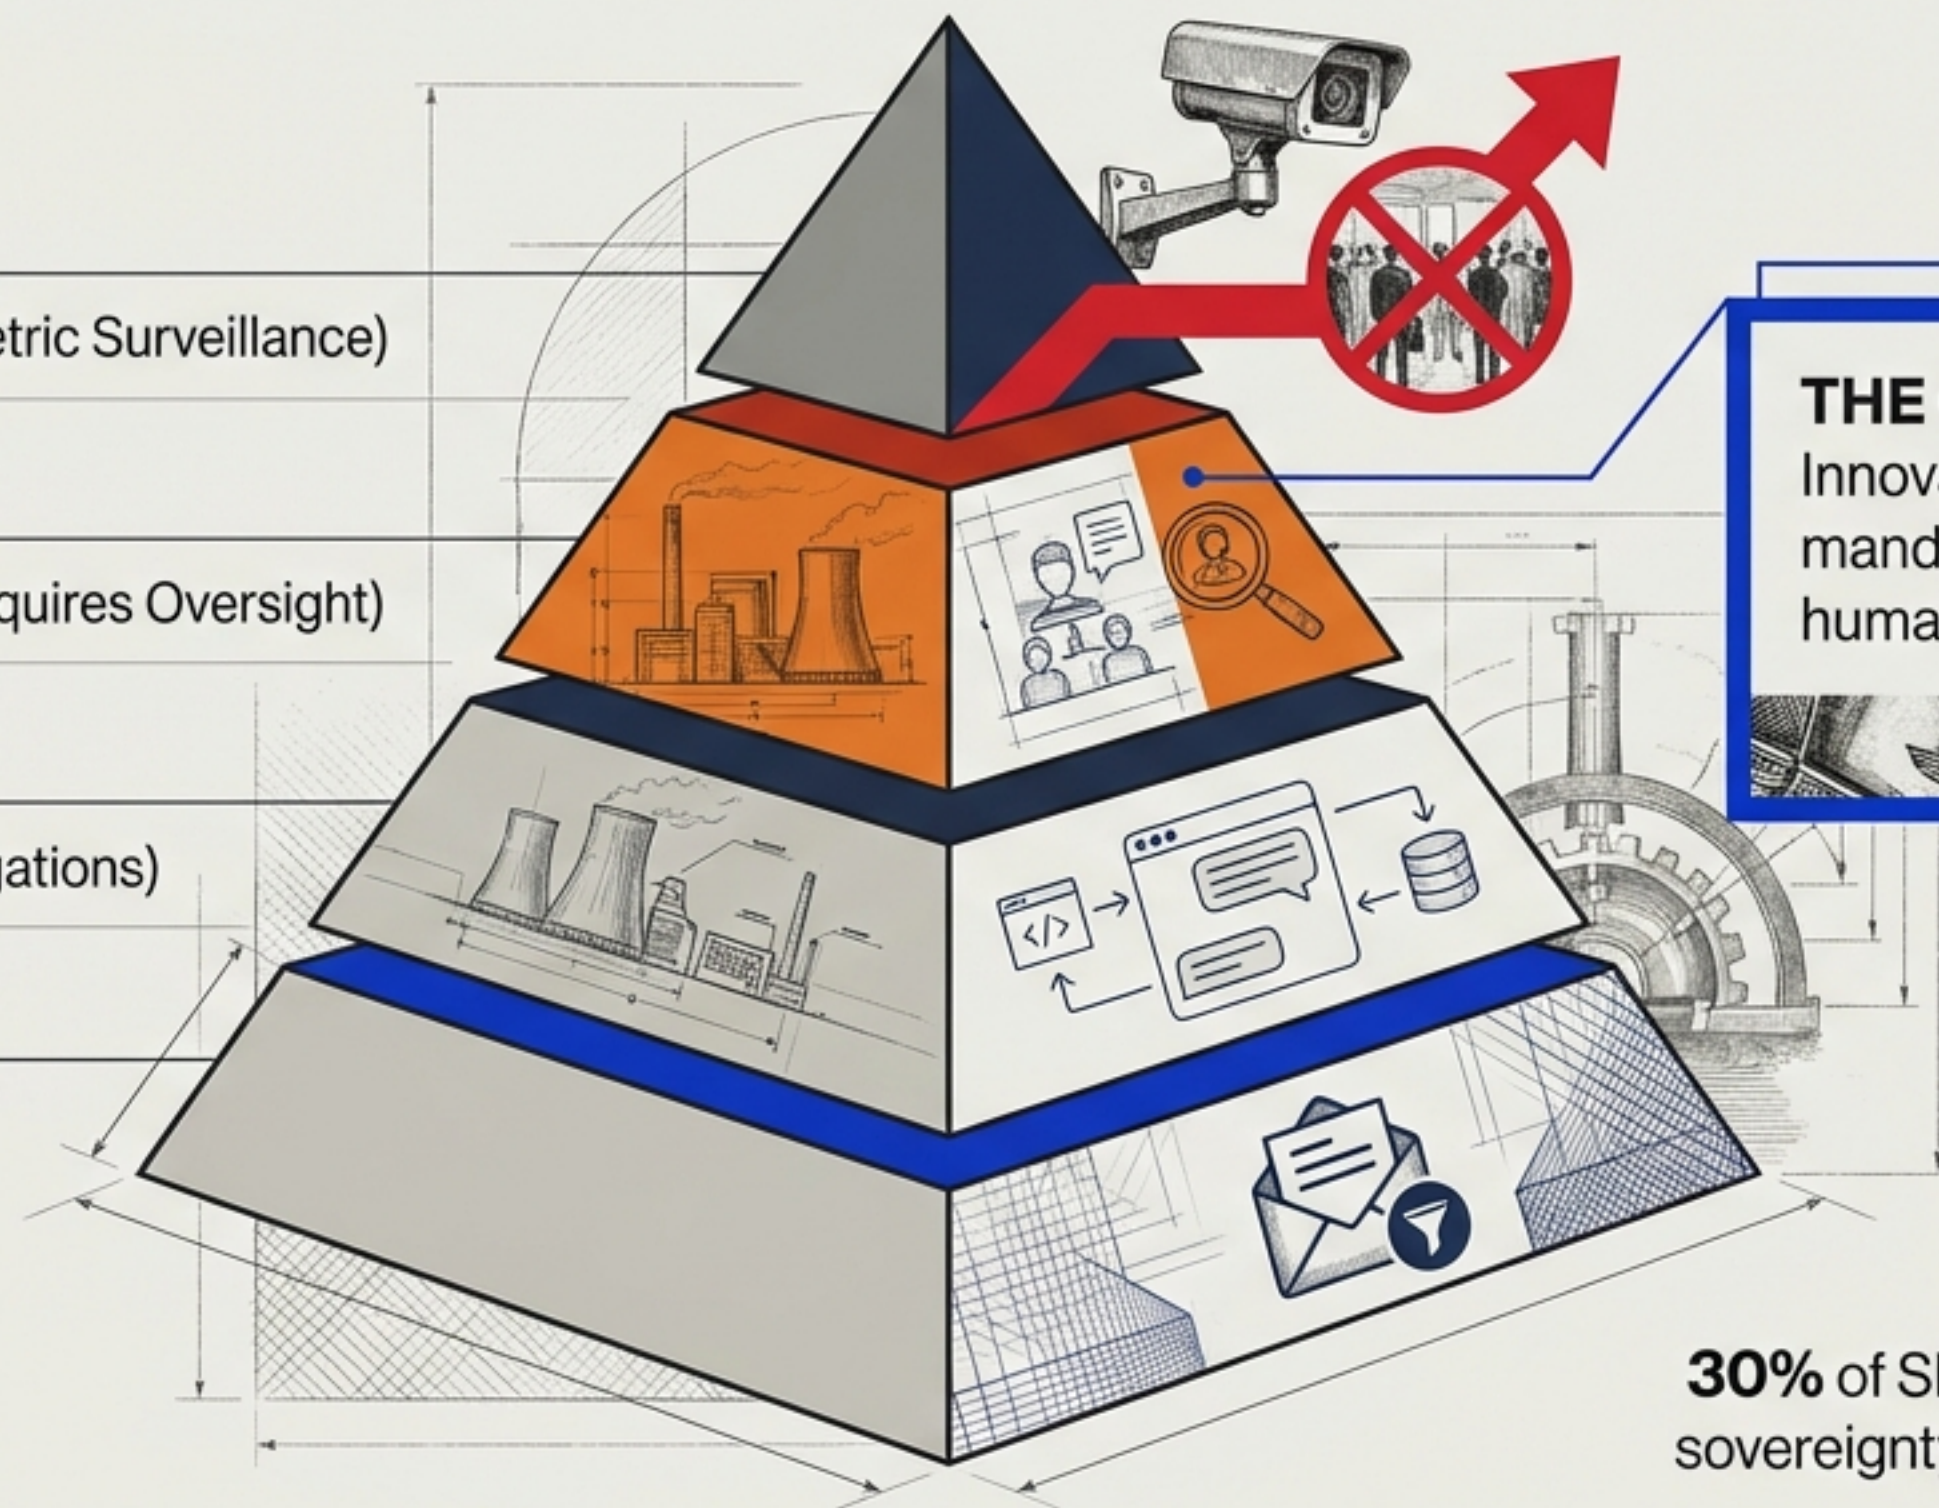 etric Surveillance)
quires Oversight)
gations)
THE
Innov
mand
huma
</>
30% of S
sovereignt